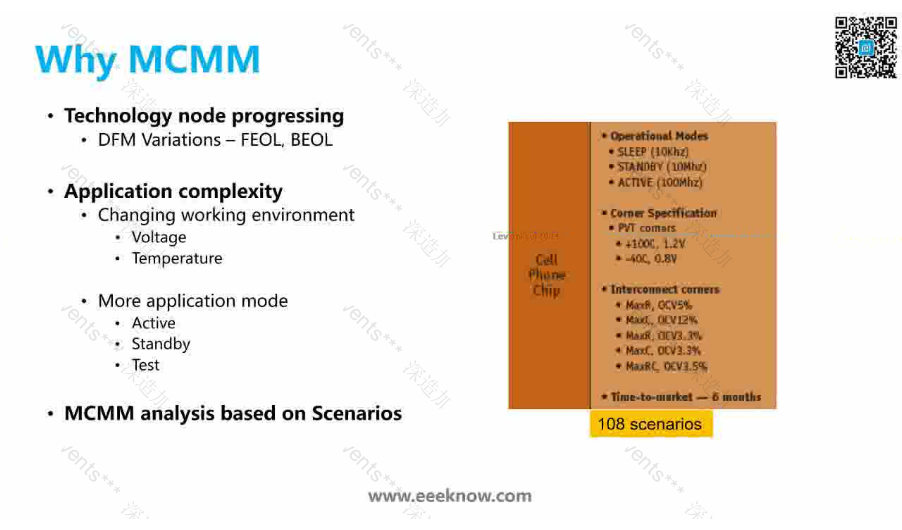 Why MCMM
• Technology node progressing
• DFM Variations – FEOL, BEOL
• Application complexity
• Changing working environment
• Voltage
• Temperature
• More application mode
• Active
• Standby
• Test
• MCMM analysis based on Scenarios
Cell
Phone
Chip
• Operational Modes
• SLEEP (10Khz)
• STANDBY (10Mhz)
• ACTIVE (100Mhz)
• Corner Specification
• PVT corners
• +100C, 1.2V
• -40C, 0.8V
• Interconnect corners
• MaxR, OCV5%
• MaxC, OCV12%
• MaxR, OCV3.3%
• MaxC, OCV3.3%
• MaxRC, OCV3.5%
• Time-to-market — 6 months
108 scenarios
www.eeeknow.com